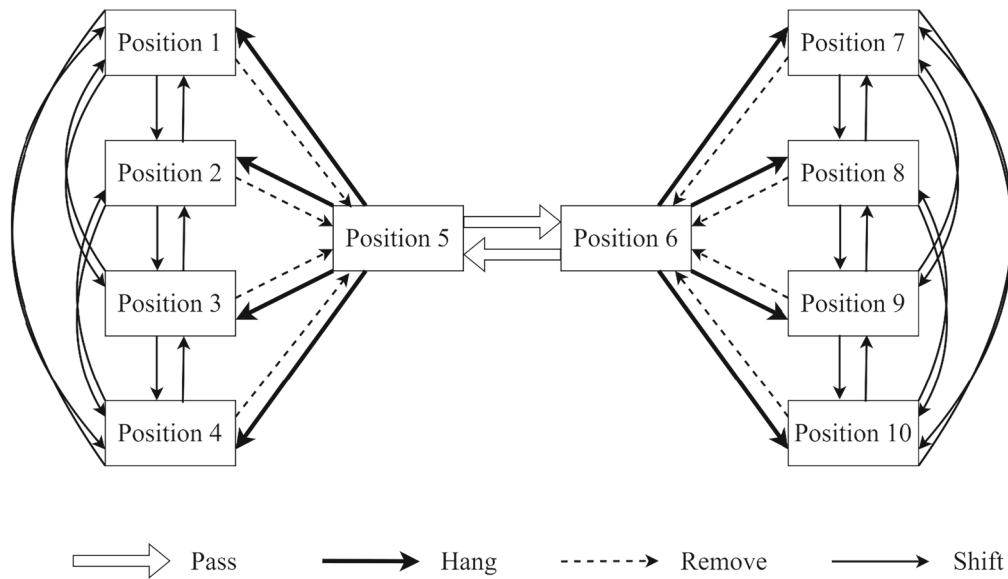 Position 1
Position 7
Position 2
Position 8
Position 5
Position 6
Position 3
Position 9
Position 4
Position 10
Pass
Hang
Remove
Shift